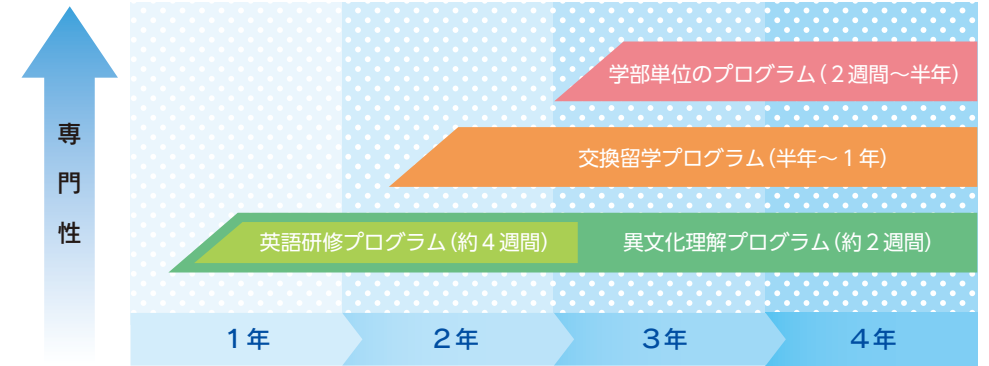 専門性
学部単位のプログラム(2週間～半年)
交換留学プログラム(半年～1年)
英語研修プログラム(約4週間)
異文化理解プログラム(約2週間)
1年
2年
3年
4年